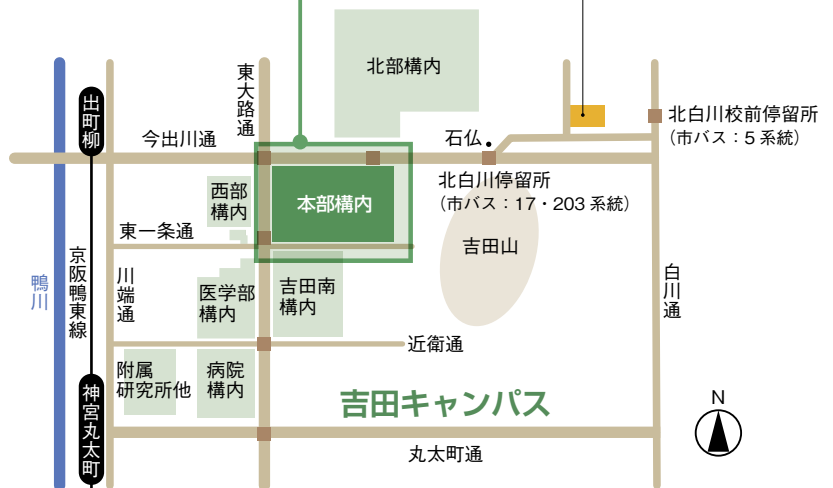 北部構内
東大路通
出町柳
今出川通
石仏
北白川校前停留所
（市バス：5 系統）
北白川停留所
（市バス：17・203 系統）
西部
構内
本部構内
東一条通
吉田山
鴨川
京阪鴨東線
川端通
医学部
構内
吉田南
構内
白川通
近衛通
附属
研究所他
病院
構内
神宮丸太町
吉田キャンパス
N
丸太町通